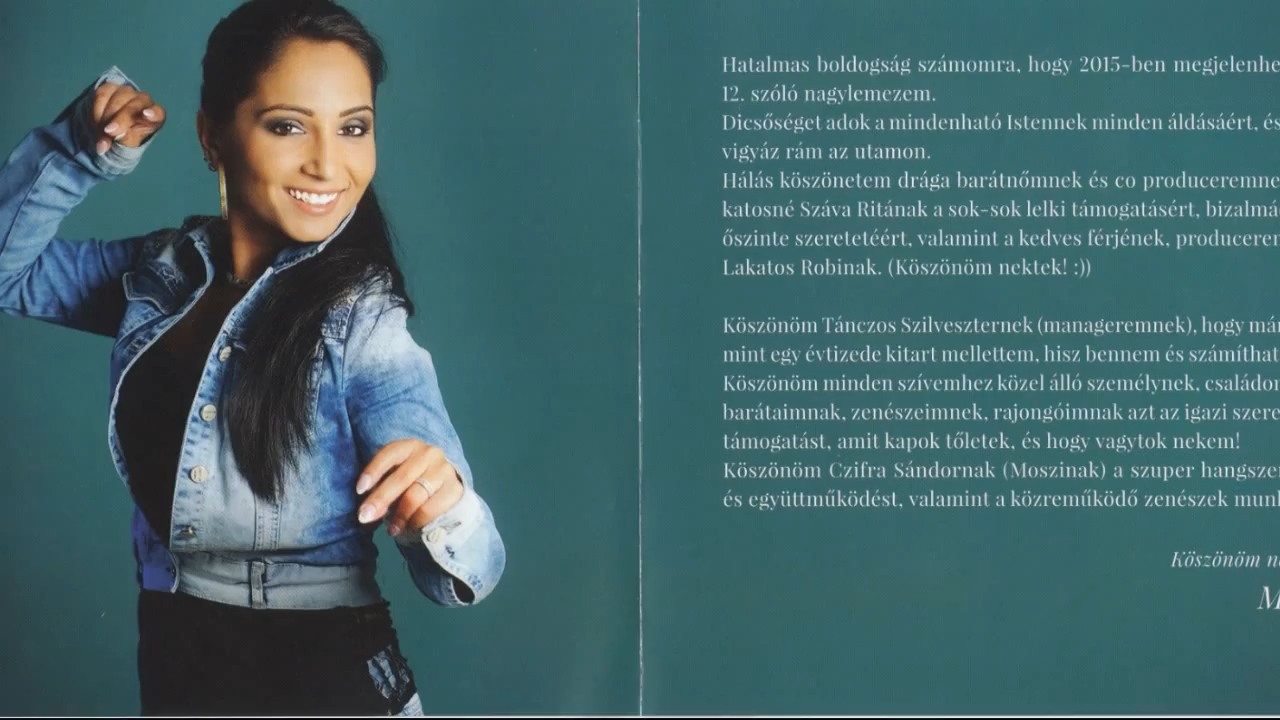 Hatalmas boldogság számomra, hogy 2015-ben megjelenhe
12. szóló nagylemezem.
Dicsőséget adok a mindenható Istennek minden áldásáért, és
vigyáz rám az utamon.
Hálás köszönetem drága barátnőmnek és co produceremne
katosné Száva Ritának a sok-sok lelki támogatásért, bizalmá
őszinte szeretetéért, valamint a kedves férjének, producerem
Lakatos Robinak. (Köszönöm nektek! :))
Köszönöm Tánczos Szilveszternek (manageremnek), hogy már
mint egy évtizede kitart mellettem, hisz bennem és számíthat
Köszönöm minden szívemhez közel álló személynek, családom
barátaimnak, zenészeimnek, rajongóimnak azt az igazi szere
támogatást, amit kapok tőletek, és hogy vagytok nekem!
Köszönöm Czifra Sándornak (Moszinak) a szuper hangszer
és együttműködést, valamint a közreműködő zenészek munk
Köszönöm n
M